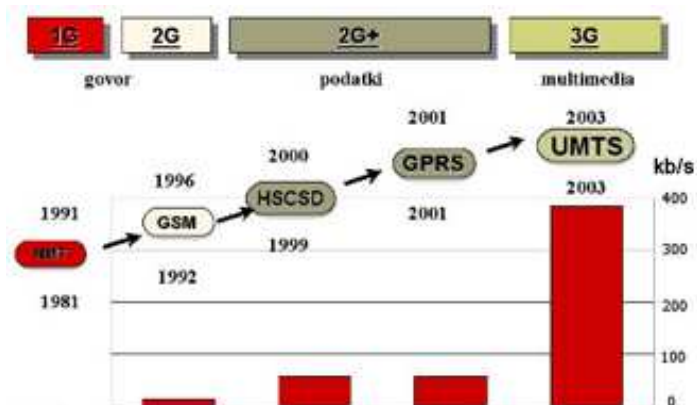 1G 2G 2G+ 3G
govor podatki multimedia
2001 2003
UMTS
GPRS
2000
kb/s
1996
HSCSD
2003
400
1991
GSM
2001
NMT
1999
300
1992
1981
200
100
0